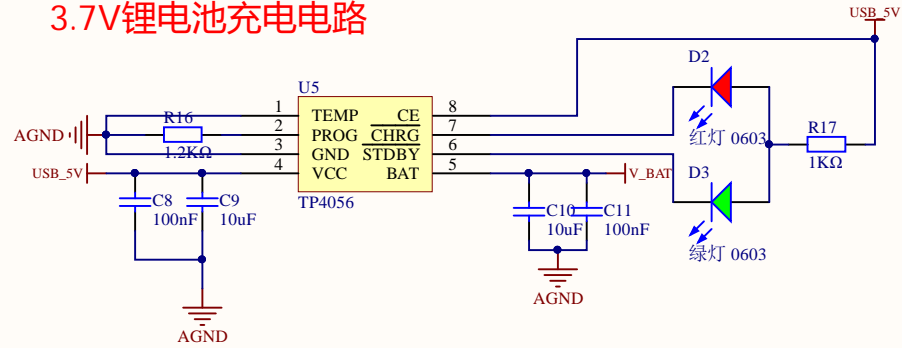 3.7V锂电池充电电路
USB_5V
D2
U5
1 TEMP CE 8
R16
2 PROG CHRG 7
AGND
1.2KΩ
3 GND STDBY 6
USB_5V
4 VCC BAT 5
V_BAT
TP4056
红灯 0603
R17
1KΩ
D3
C8
100nF
C9
10uF
C10
10uF
C11
100nF
绿灯 0603
AGND
AGND